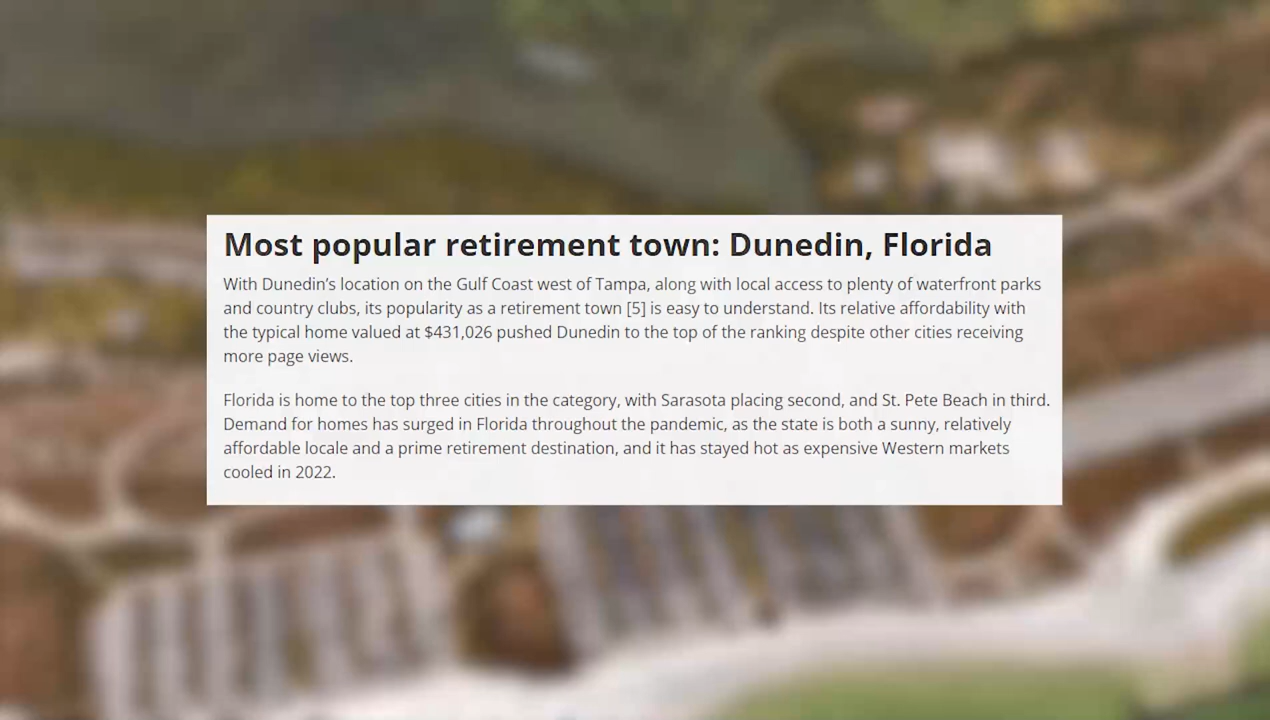 Most popular retirement town: Dunedin, Florida
With Dunedin’s location on the Gulf Coast west of Tampa, along with local access to plenty of waterfront parks
and country clubs, its popularity as a retirement town [5] is easy to understand. Its relative affordability with
the typical home valued at $431,026 pushed Dunedin to the top of the ranking despite other cities receiving
more page views.
Florida is home to the top three cities in the category, with Sarasota placing second, and St. Pete Beach in third.
Demand for homes has surged in Florida throughout the pandemic, as the state is both a sunny, relatively
affordable locale and a prime retirement destination, and it has stayed hot as expensive Western markets
cooled in 2022.